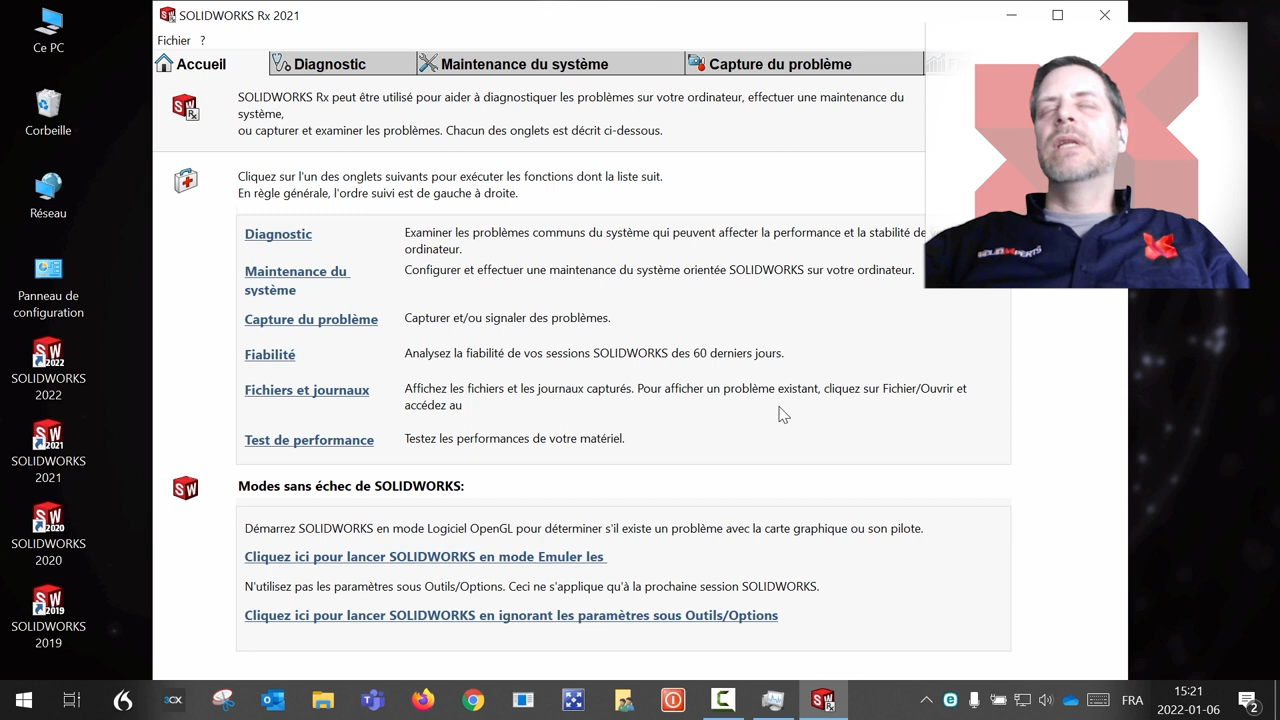 SOLIDWORKS Rx 2021
Fichier ?
Accueil
Diagnostic
Maintenance du système
Capture du problème
SOLIDWORKS Rx peut être utilisé pour aider à diagnostiquer les problèmes sur votre ordinateur, effectuer une maintenance du
système,
ou capturer et examiner les problèmes. Chacun des onglets est décrit ci-dessous.
Cliquez sur l'un des onglets suivants pour exécuter les fonctions dont la liste suit.
En règle générale, l'ordre suivi est de gauche à droite.
Diagnostic
Examiner les problèmes communs du système qui peuvent affecter la performance et la stabilité de
ordinateur.
Maintenance du
système
Configurer et effectuer une maintenance du système orientée SOLIDWORKS sur votre ordinateur.
Capture du problème
Capturer et/ou signaler des problèmes.
Fiabilité
Analysez la fiabilité de vos sessions SOLIDWORKS des 60 derniers jours.
Fichiers et journaux
Affichez les fichiers et les journaux capturés. Pour afficher un problème existant, cliquez sur Fichier/Ouvrir et
accédez au
Test de performance
Testez les performances de votre matériel.
Modes sans échec de SOLIDWORKS:
Démarrez SOLIDWORKS en mode Logiciel OpenGL pour déterminer s'il existe un problème avec la carte graphique ou son pilote.
Cliquez ici pour lancer SOLIDWORKS en mode Emuler les
N'utilisez pas les paramètres sous Outils/Options. Ceci ne s'applique qu'à la prochaine session SOLIDWORKS.
Cliquez ici pour lancer SOLIDWORKS en ignorant les paramètres sous Outils/Options
Ce PC
Corbeille
Réseau
Panneau de
configuration
SW
2022
SOLIDWORKS
2022
SW
2021
SOLIDWORKS
2021
SW
2020
SOLIDWORKS
2020
SW
2019
SOLIDWORKS
2019
SOLIDXPERTS
3CX
FRA
15:21
2022-01-06
2